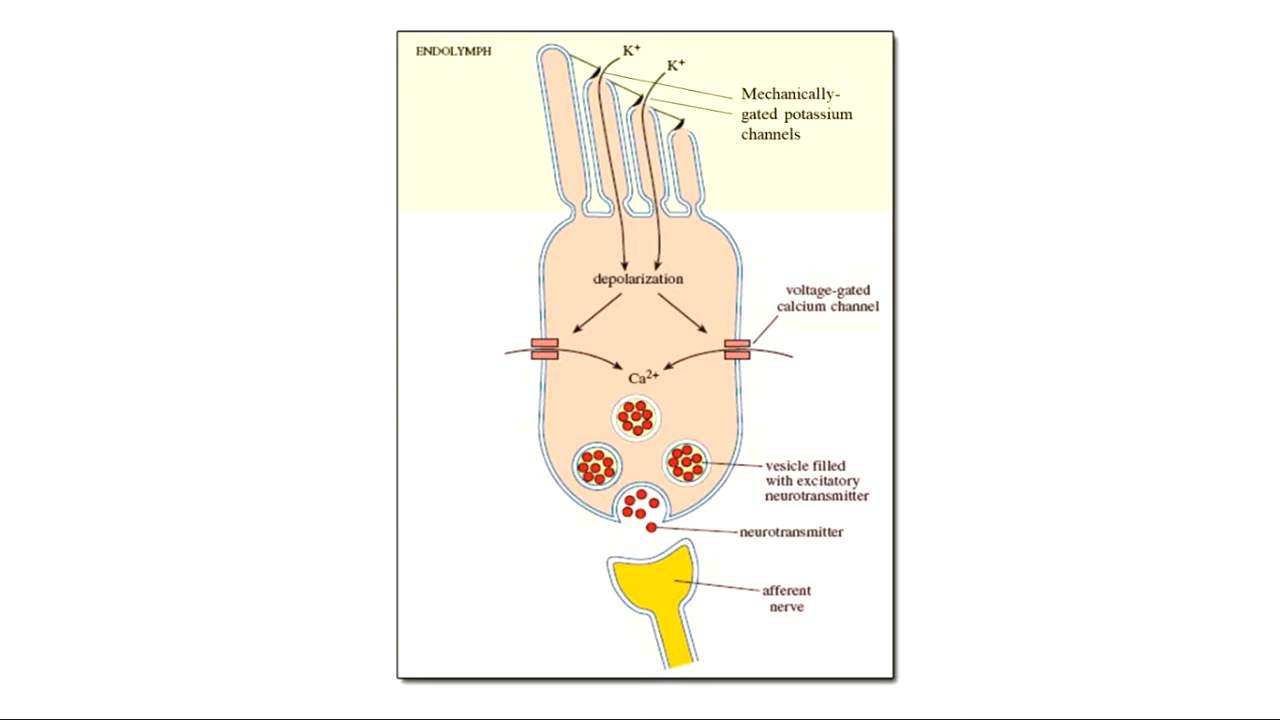 ENDOLYMPH
K⁺
K⁺
Mechanically-
gated potassium
channels
depolarization
voltage-gated
calcium channel
Ca²⁺
vesicle filled
with excitatory
neurotransmitter
neurotransmitter
afferent
nerve